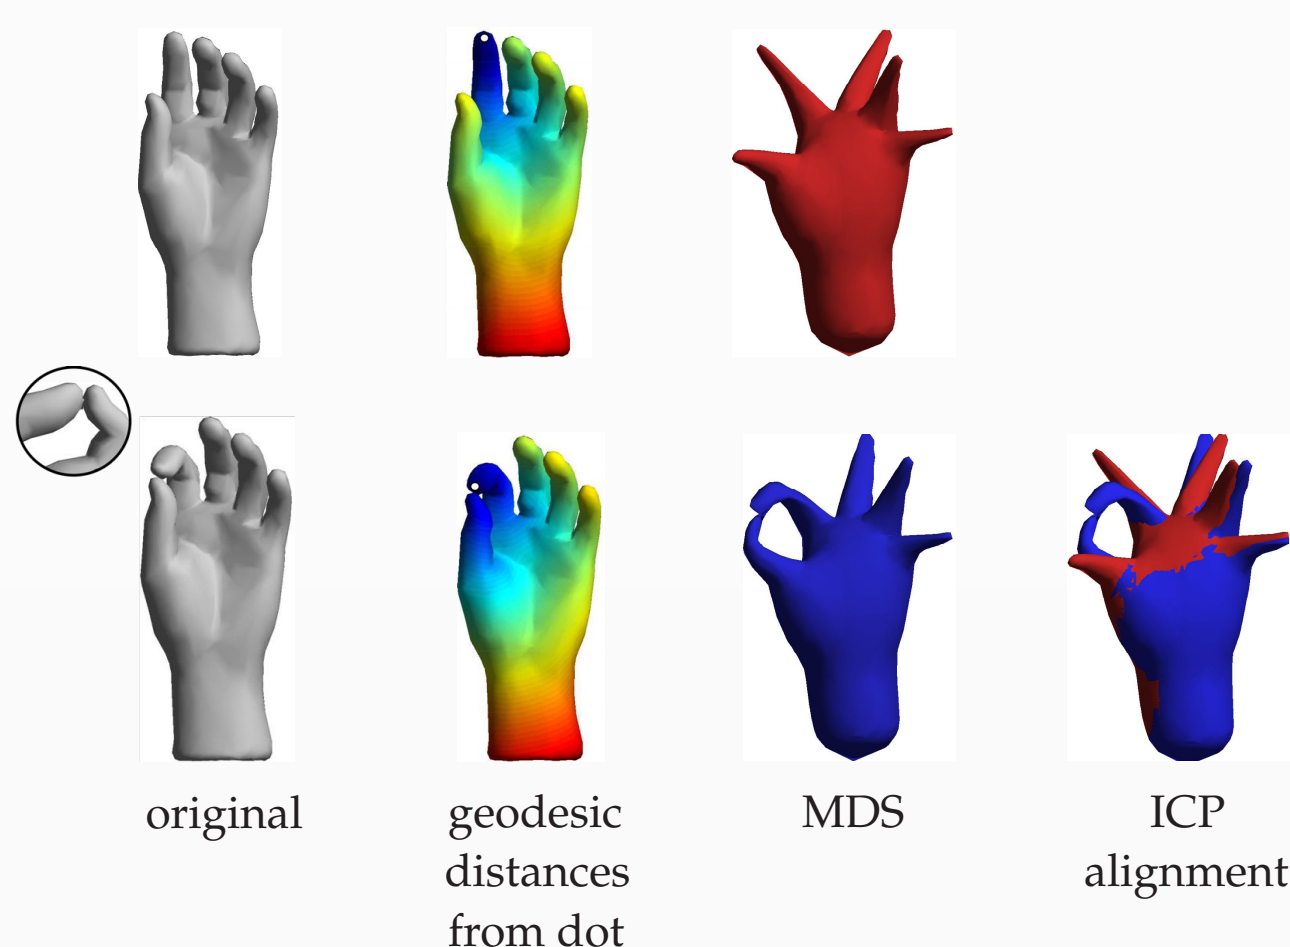 original
geodesic
distances
from dot
MDS
ICP
alignment